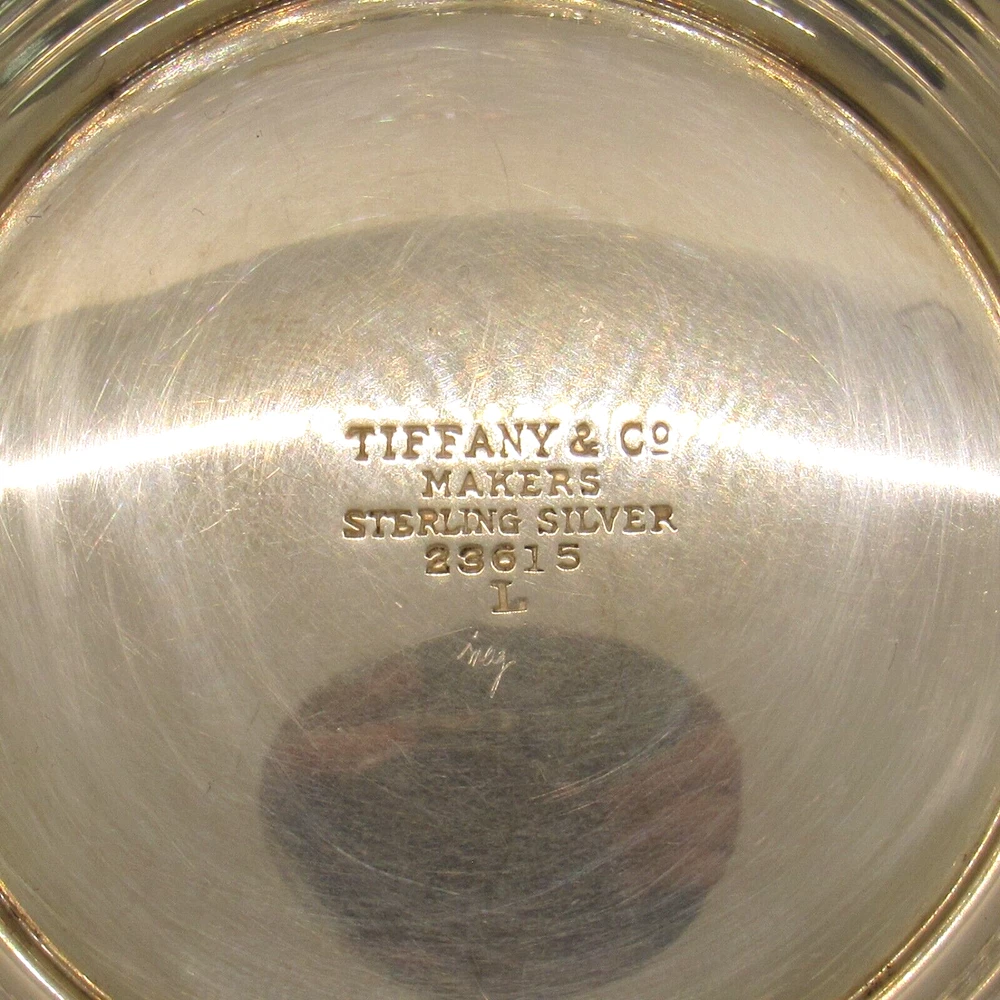 TIFFANY & Cº
MAKERS
STERLING SILVER
23615
L